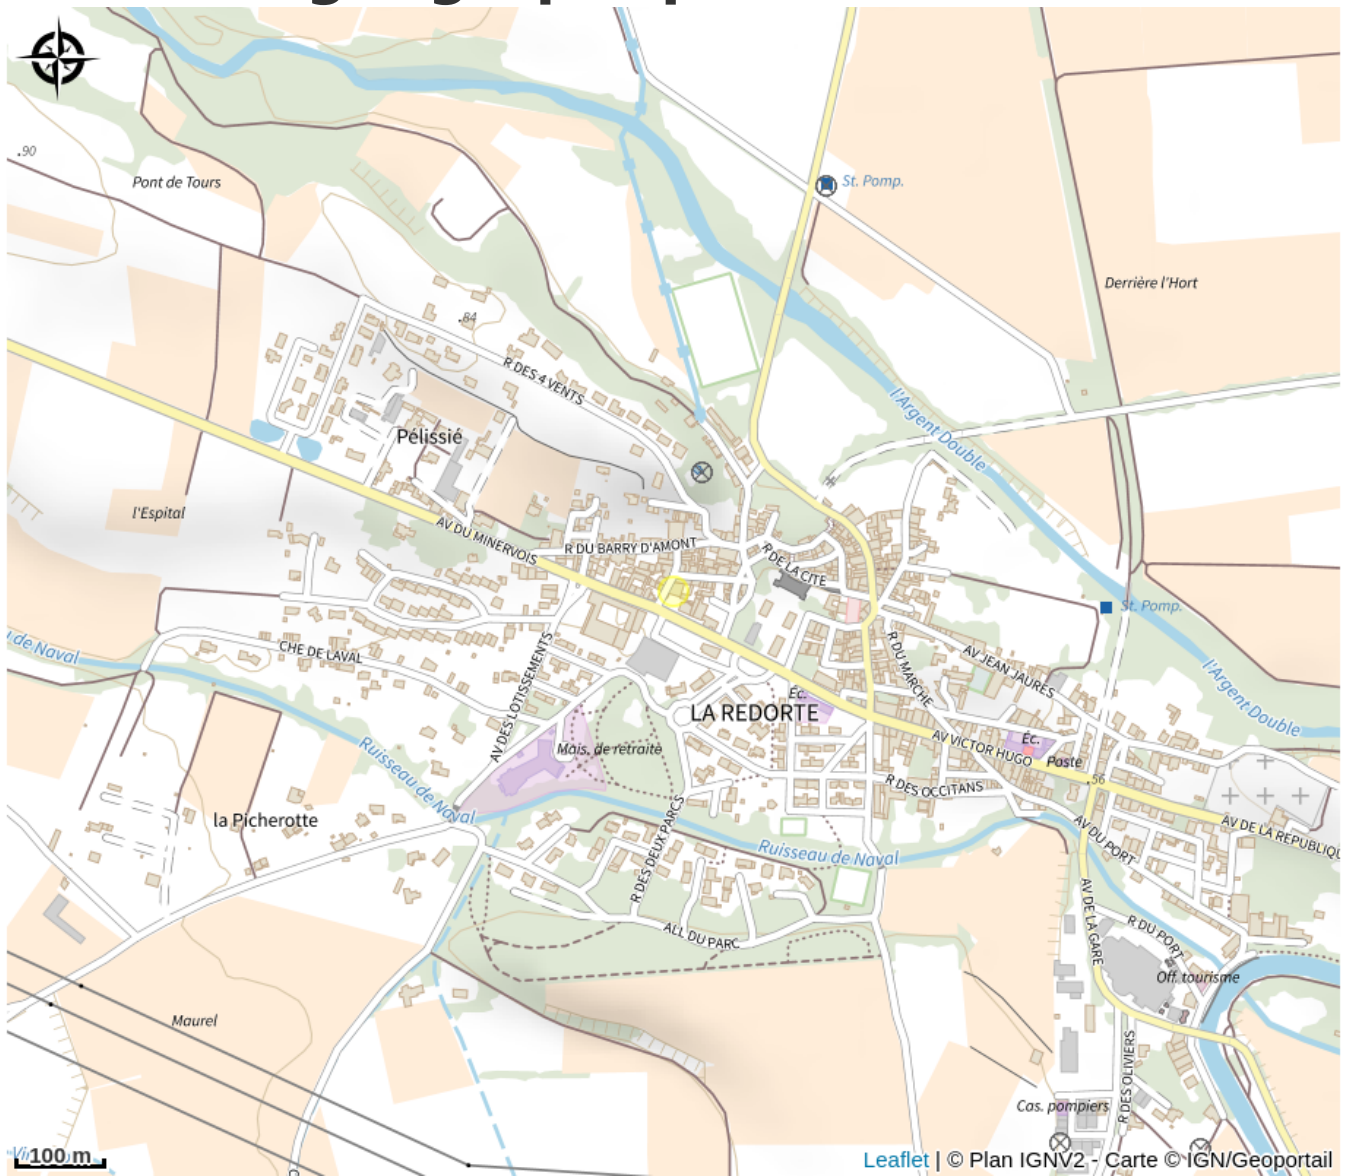 .90
Pont de Tours
St. Pomp.
Derrière l'Hort
.84
R DES 4 VENTS
l'Argent Double
Pélissié
l'Espital
AV DU MINERVOIS
R DU BARRY D'AMONT
R DE LA CITE
St. Pomp.
u de Naval
CHE DE LAVAL
AV DES LOTISSEMENTS
R DU MARCHE
AV JEAN JAURES
l'Argent Double
Éc.
LA REDORTE
Ruisseau de Naval
Mais. de retraite
AV VICTOR HUGO
Éc.
Poste
.56
R DES OCCITANS
la Picherotte
R DES DEUX PARCS
Ruisseau de Naval
AV DU PORT
AV DE LA REPUBLIQU
ALL DU PARC
AV DE LA GARE
R DU PORT
Off. tourisme
Maurel
R DES OLIVIERS
Cas. pompiers
100 m
Leaflet | © Plan IGNV2 - Carte © IGN/Geoportail